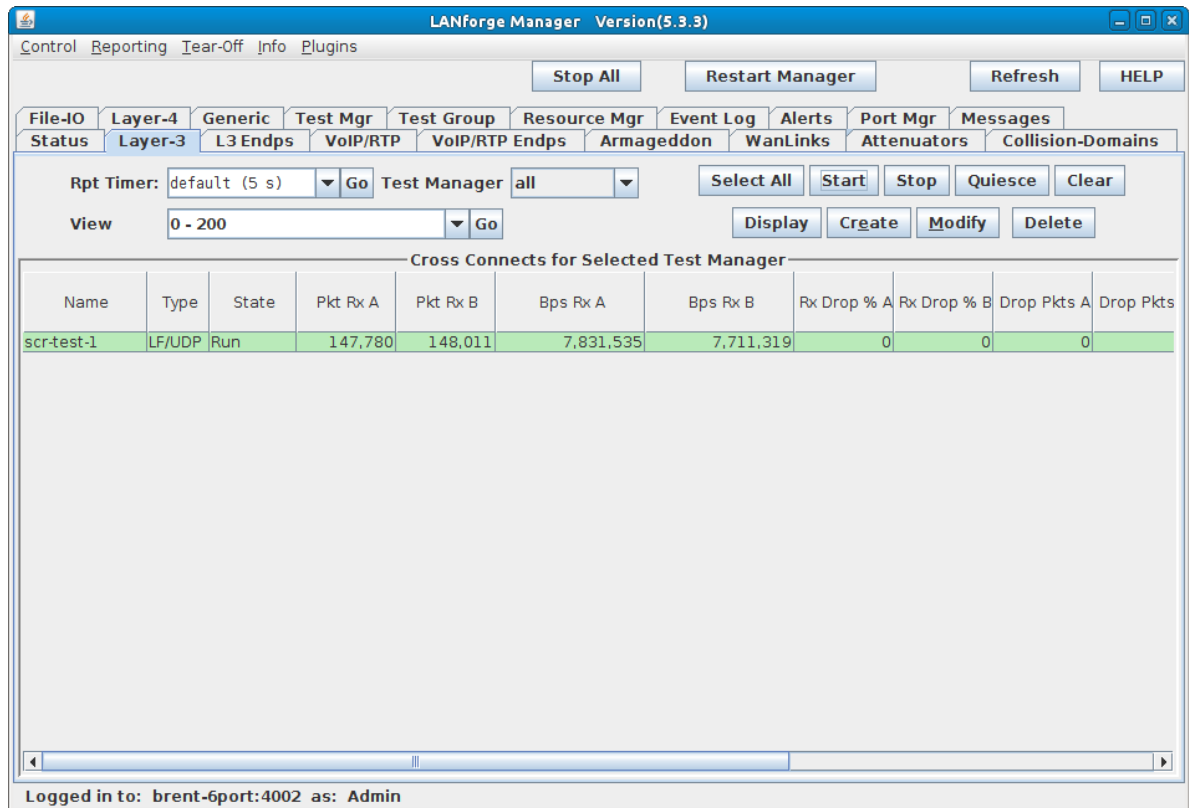 LANforge Manager Version(5.3.3)
Control Reporting Tear-Off Info Plugins
Stop All Restart Manager Refresh HELP
File-IO Layer-4 Generic Test Mgr Test Group Resource Mgr Event Log Alerts Port Mgr Messages
Status Layer-3 L3 Endps VoIP/RTP VoIP/RTP Endps Armageddon WanLinks Attenuators Collision-Domains
Rpt Timer: default (5 s) Go Test Manager all Select All Start Stop Quiesce Clear
View 0 - 200 Go Display Create Modify Delete
Cross Connects for Selected Test Manager
Name Type State Pkt Rx A Pkt Rx B Bps Rx A Bps Rx B Rx Drop % A Rx Drop % B Drop Pkts A Drop Pkts
scr-test-1 LF/UDP Run 147,780 148,011 7,831,535 7,711,319 0 0 0
Logged in to: brent-6port:4002 as: Admin